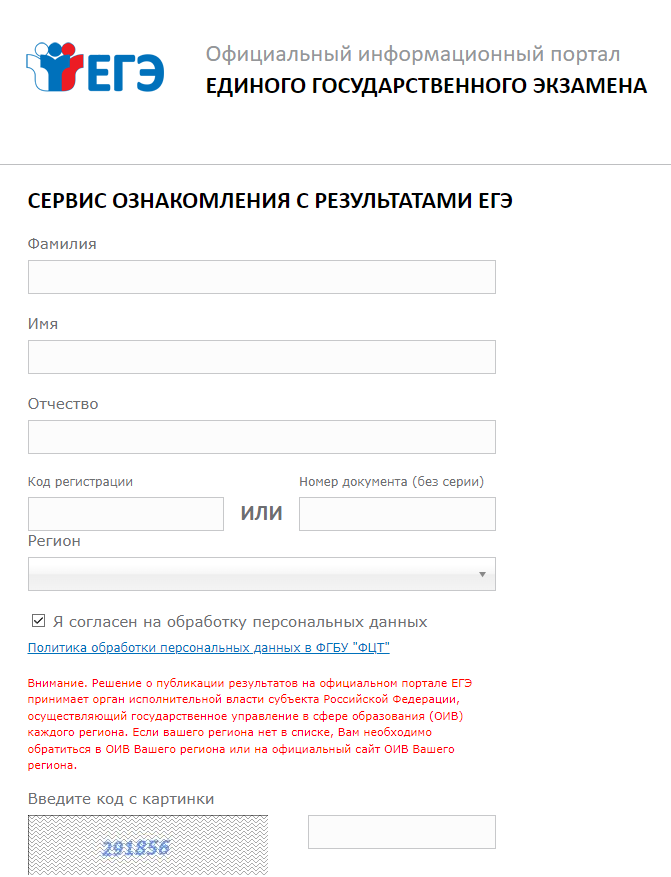 ЕГЭ
Официальный информационный портал
ЕДИНОГО ГОСУДАРСТВЕННОГО ЭКЗАМЕНА
СЕРВИС ОЗНАКОМЛЕНИЯ С РЕЗУЛЬТАТАМИ ЕГЭ
Фамилия
Имя
Отчество
Код регистрации
Номер документа (без серии)
ИЛИ
Регион
Я согласен на обработку персональных данных
Политика обработки персональных данных в ФГБУ "ФЦТ"
Внимание. Решение о публикации результатов на официальном портале ЕГЭ
принимает орган исполнительной власти субъекта Российской Федерации,
осуществляющий государственное управление в сфере образования (ОИВ)
каждого региона. Если вашего региона нет в списке, Вам необходимо
обратиться в ОИВ Вашего региона или на официальный сайт ОИВ Вашего
региона.
Введите код с картинки
291856